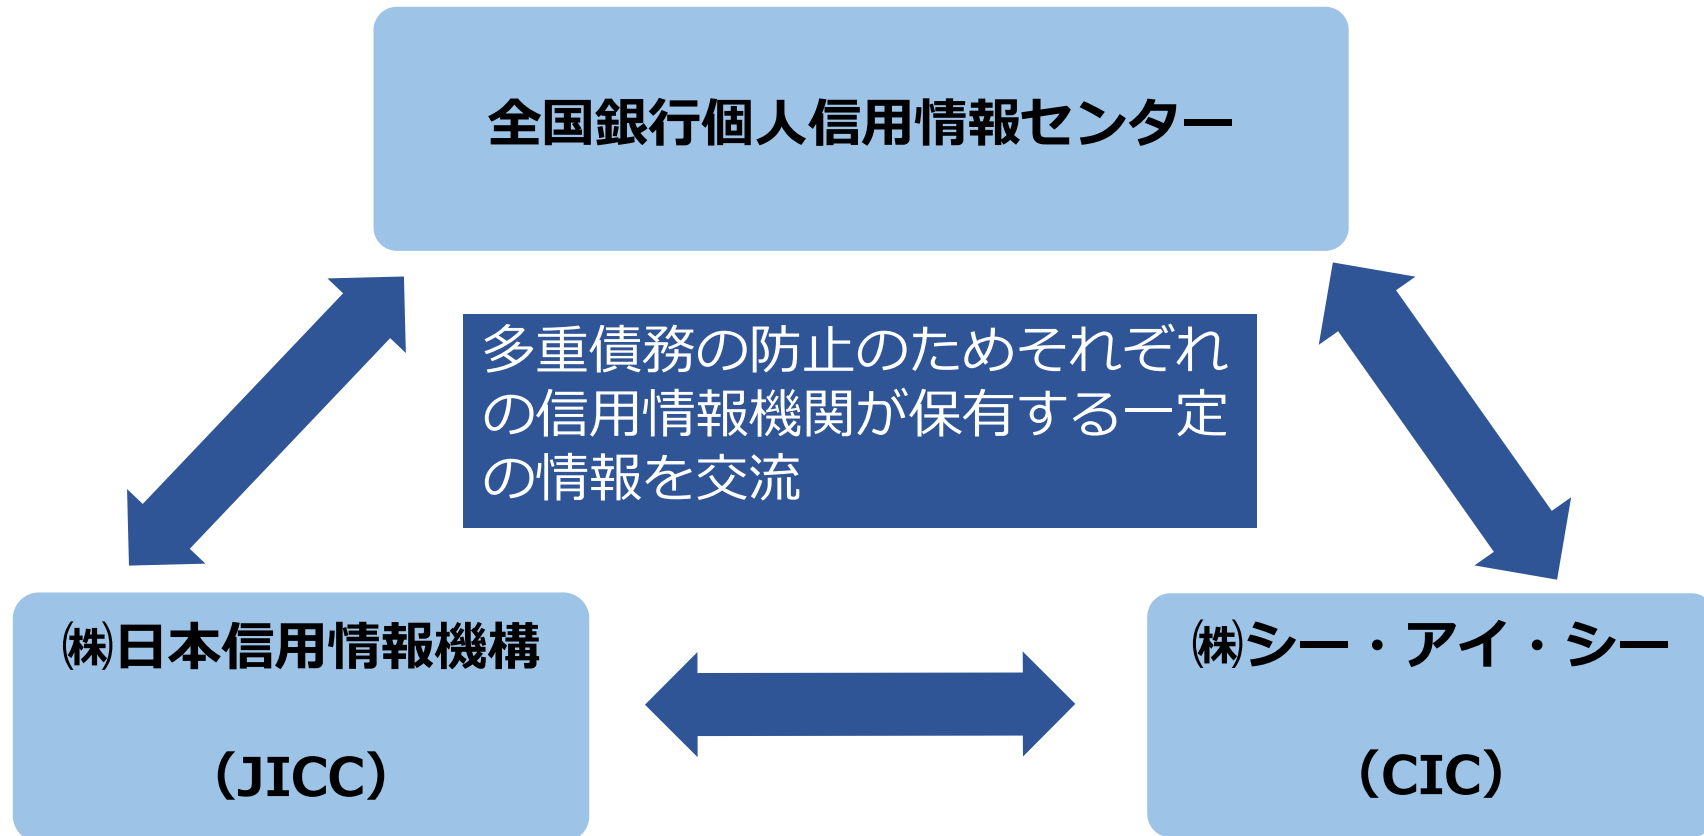 全国銀行個人信用情報センター
多重債務の防止のためそれぞれ
の信用情報機関が保有する一定
の情報を交流
㈱日本信用情報機構
（JICC）
㈱シー・アイ・シー
（CIC）